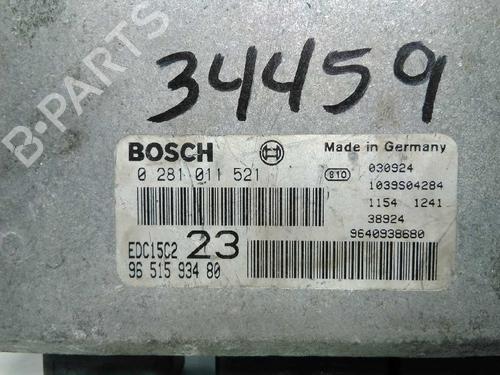 34459
B-PARTS
BOSCH
Made in Germany
0 281 011 521
810
030924
1039S04284
1154 1241
38924
9640938680
EDC15C2 23
96 515 934 80